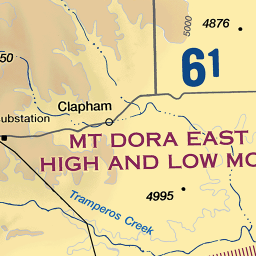 4876
5000
50
61
Clapham
ubstation
MT DORA EAST
HIGH AND LOW MO
4995
Tramperos Creek